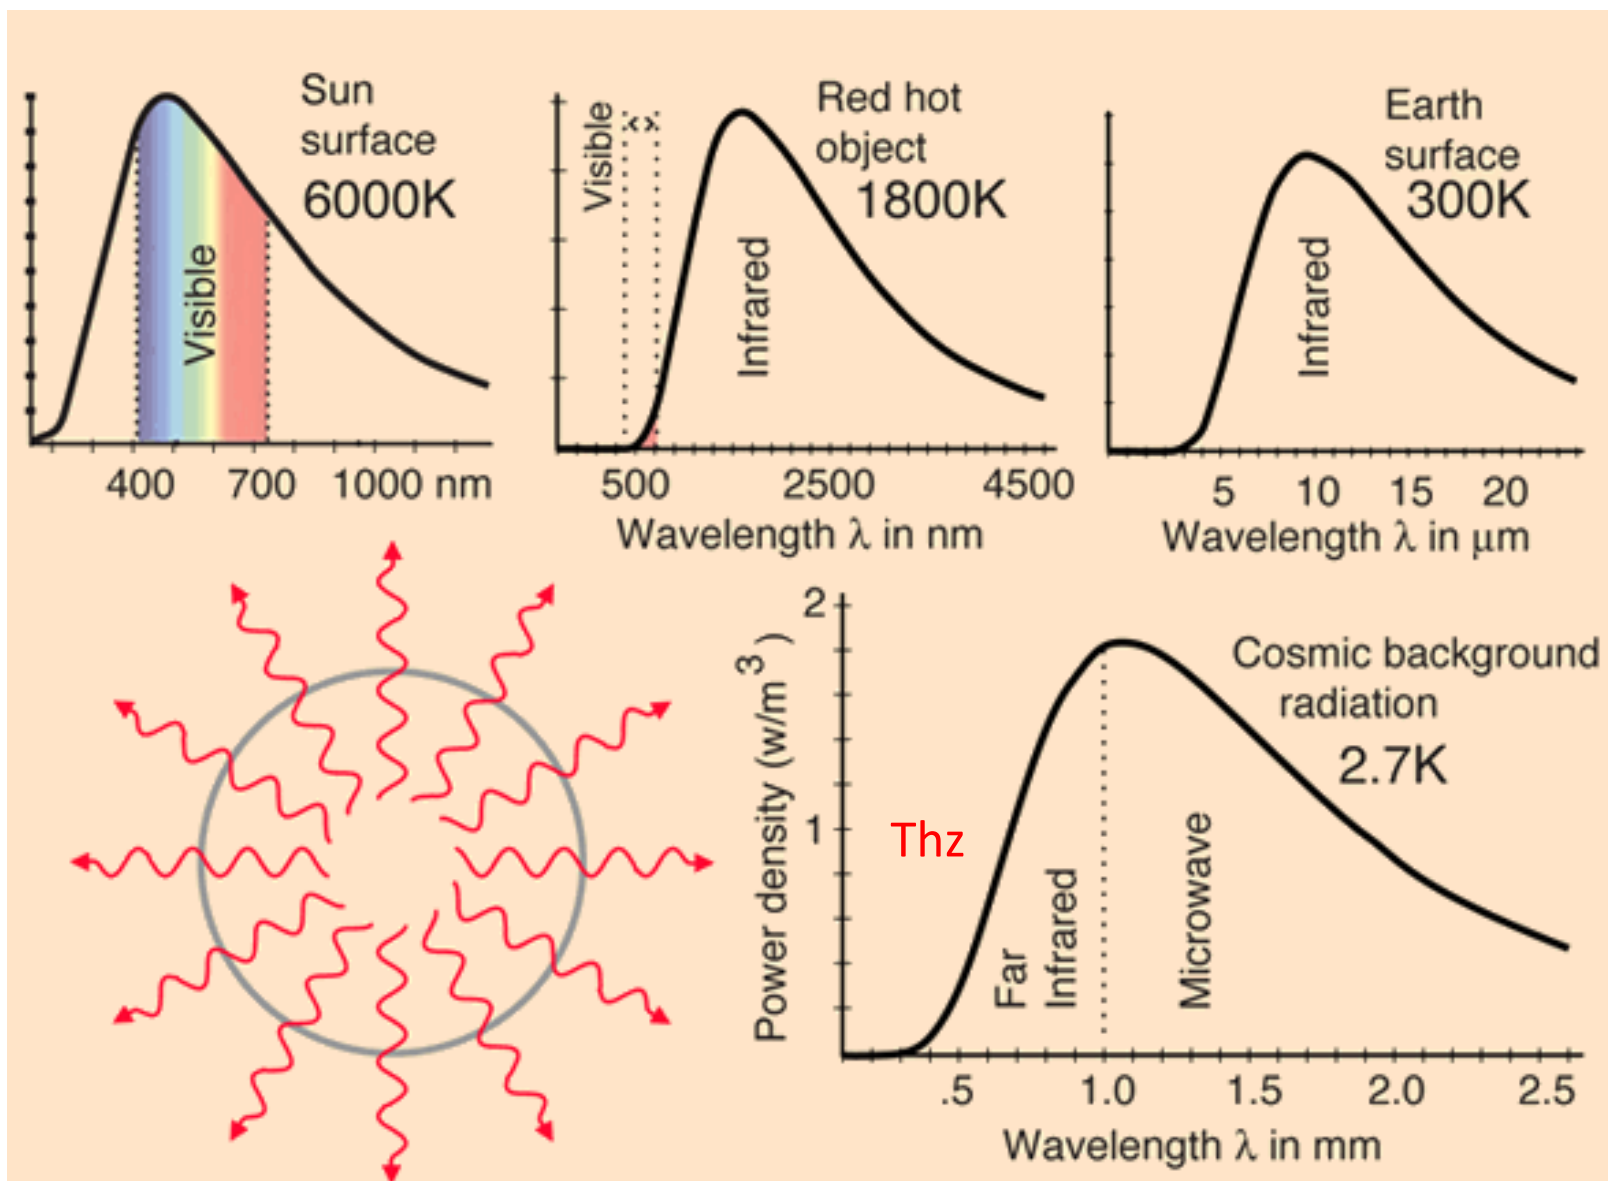 Sun
surface
6000K
Visible
400 700 1000 nm
Visible
Red hot
object
1800K
Infrared
500 2500 4500
Wavelength λ in nm
Earth
surface
300K
Infrared
5 10 15 20
Wavelength λ in μm
2
1
Power density (w/m³)
Cosmic background
radiation
2.7K
Thz
Far
Infrared
Microwave
.5 1.0 1.5 2.0 2.5
Wavelength λ in mm